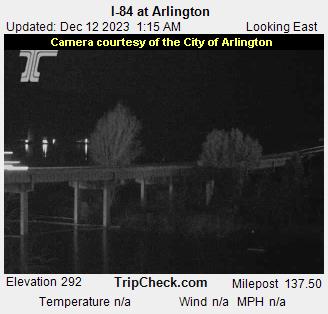 I-84 at Arlington
Updated: Dec 12 2023 1:15 AM Looking East
Camera courtesy of the City of Arlington
Elevation 292 TripCheck.com Milepost 137.50
Temperature n/a Wind n/a MPH n/a